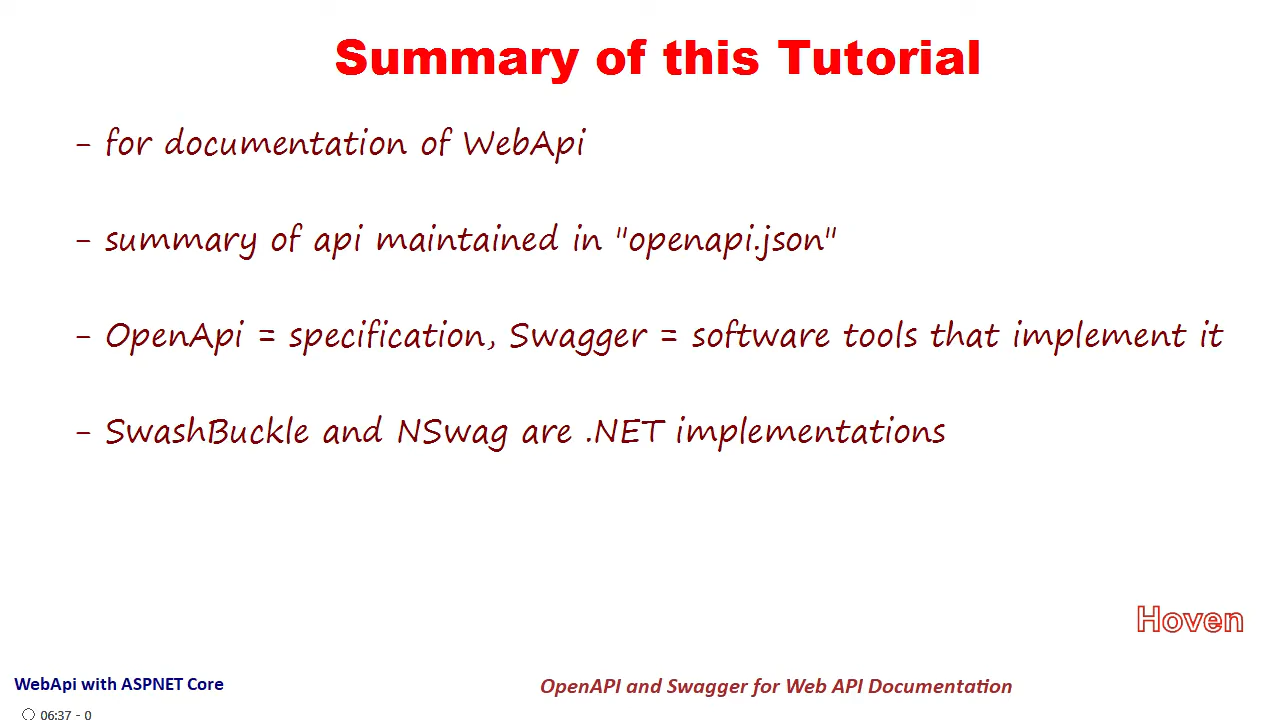 Summary of this Tutorial
- for documentation of WebApi
- summary of api maintained in "openapi.json"
- OpenApi = specification, Swagger = software tools that implement it
- SwashBuckle and NSwag are .NET implementations
Hoven
WebApi with ASPNET Core
OpenAPI and Swagger for Web API Documentation
06:37 - 0